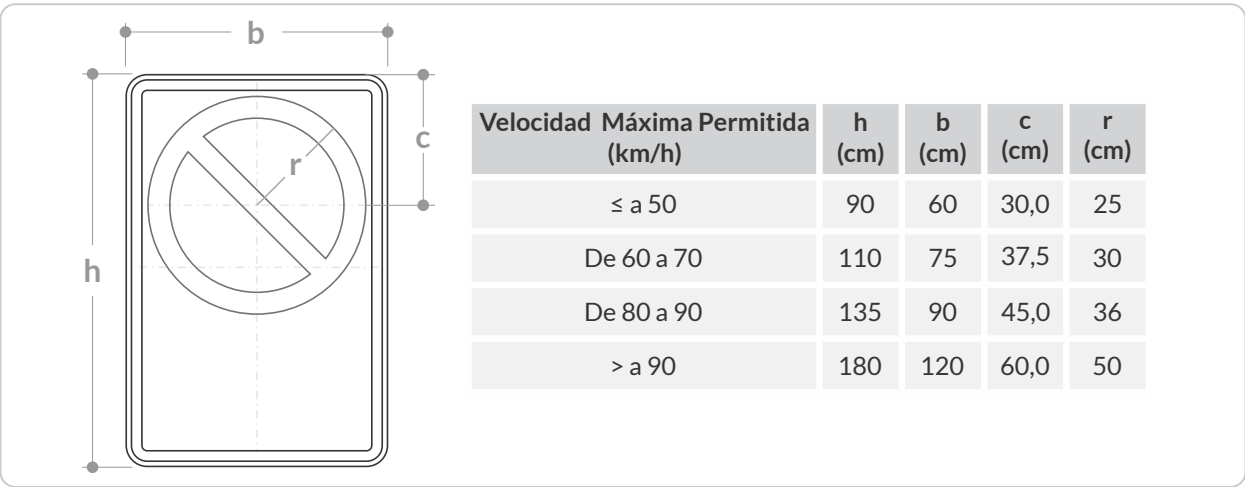 b
c
r
h
Velocidad Máxima Permitida
(km/h)
h
(cm)
b
(cm)
c
(cm)
r
(cm)
≤ a 50 90 60 30,0 25
De 60 a 70 110 75 37,5 30
De 80 a 90 135 90 45,0 36
> a 90 180 120 60,0 50